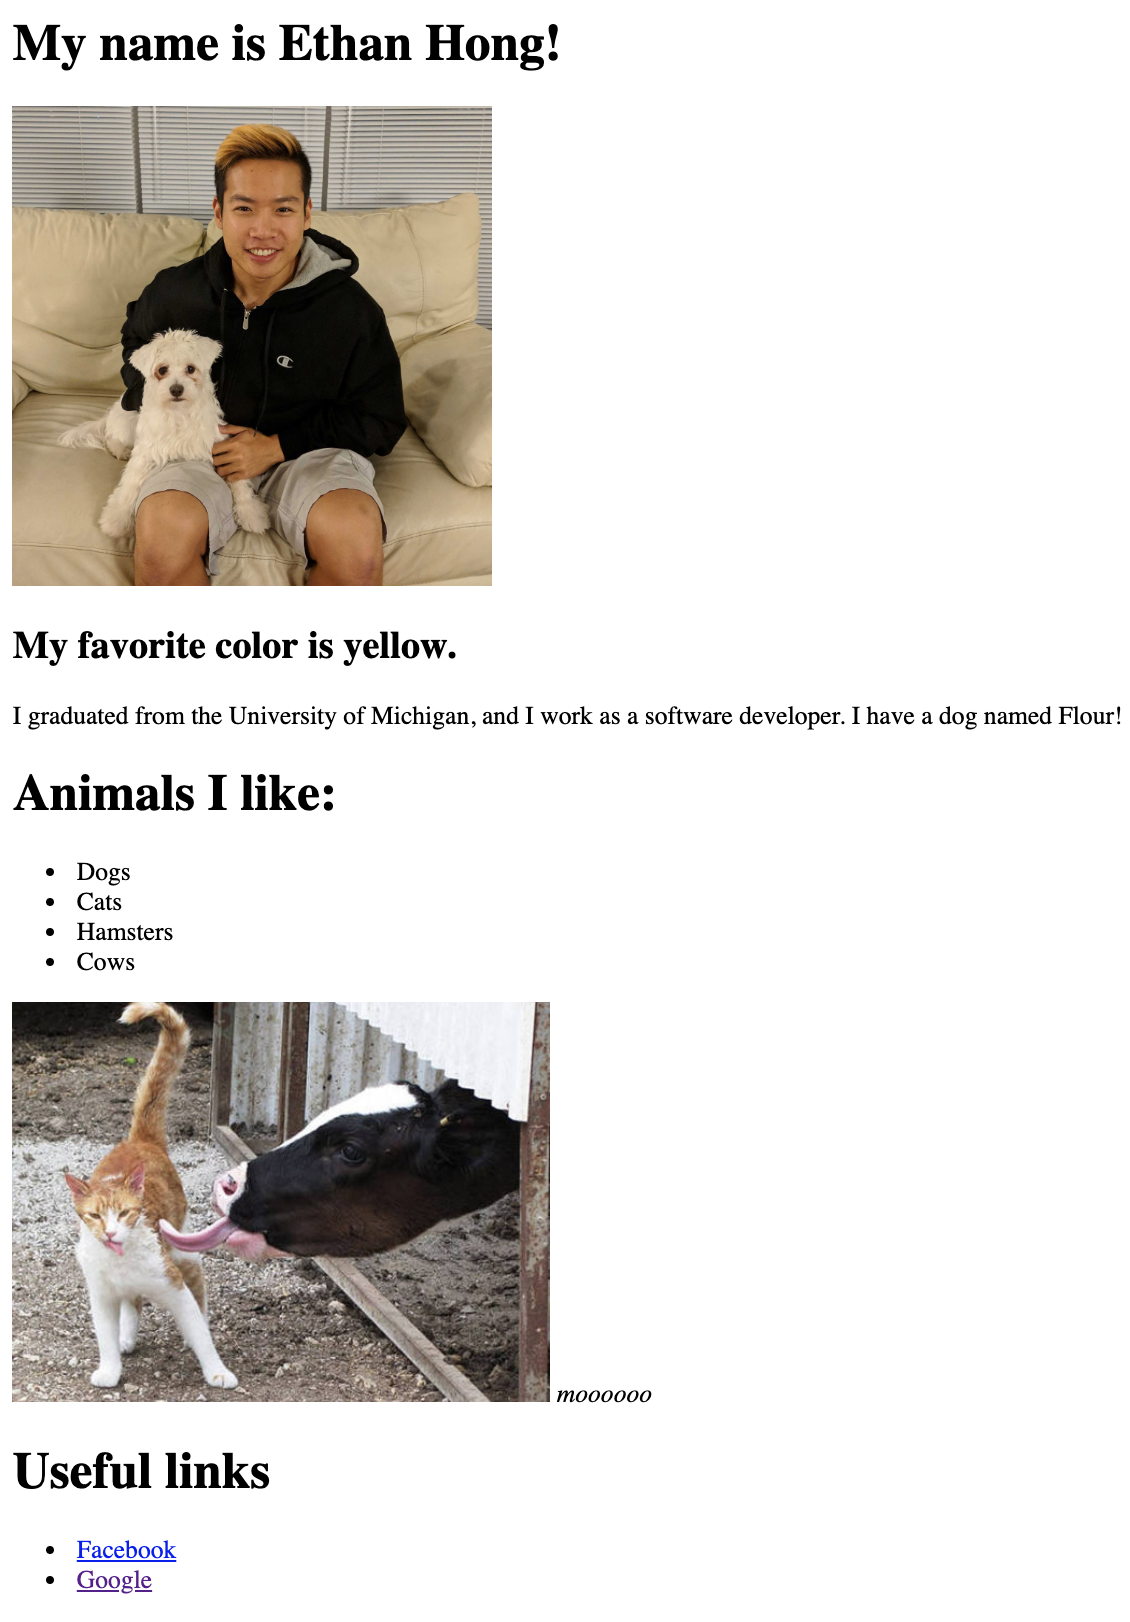 My name is Ethan Hong!
My favorite color is yellow.
I graduated from the University of Michigan, and I work as a software developer. I have a dog named Flour!
Animals I like:
Dogs
Cats
Hamsters
Cows
moooooo
Useful links
Facebook
Google